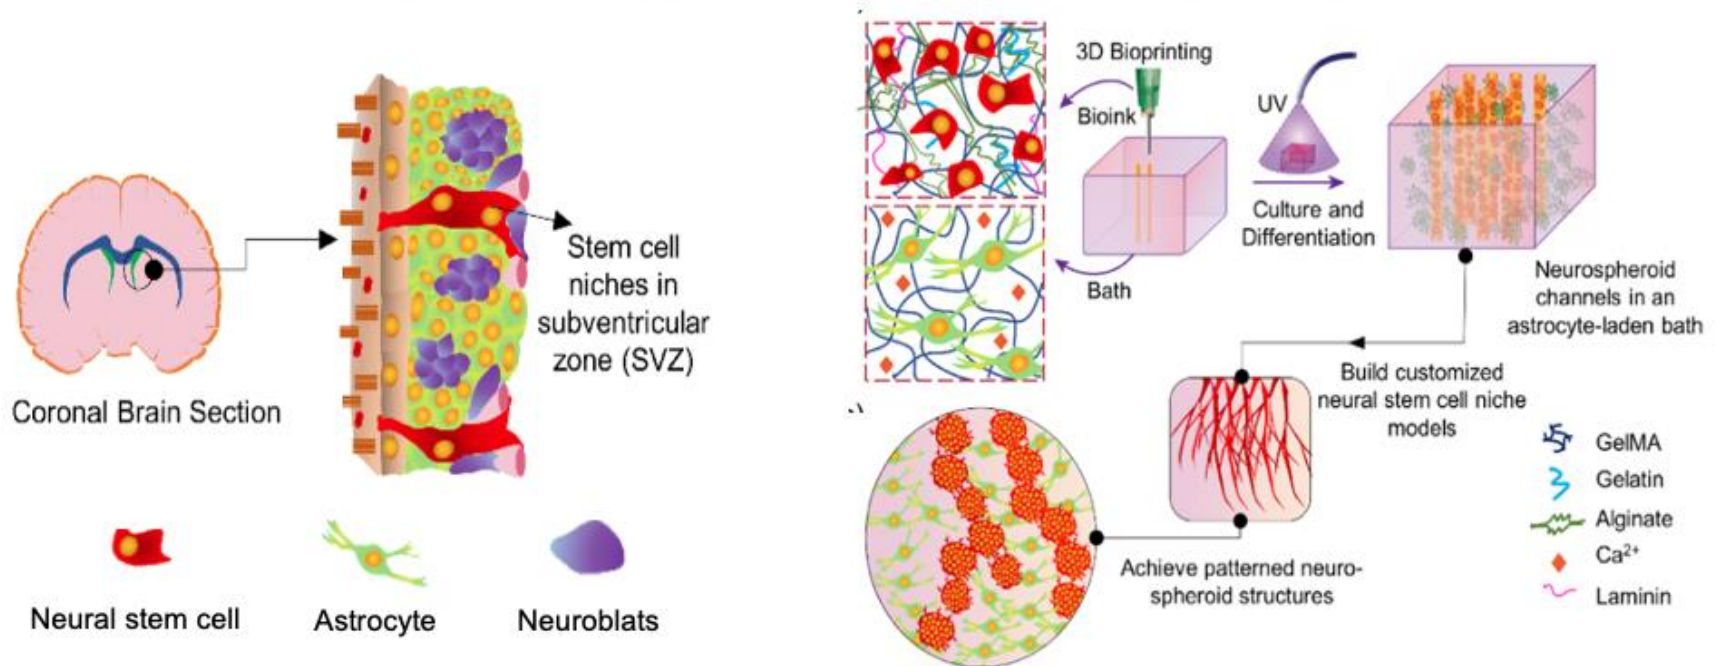 Coronal Brain Section
Stem cell
niches in
subventricular
zone (SVZ)
Neural stem cell
Astrocyte
Neuroblats
3D Bioprinting
Bioink
Bath
UV
Culture and
Differentiation
Neurospheroid
channels in an
astrocyte-laden bath
Build customized
neural stem cell niche
models
Achieve patterned neuro-
spheroid structures
GelMA
Gelatin
Alginate
Ca²⁺
Laminin